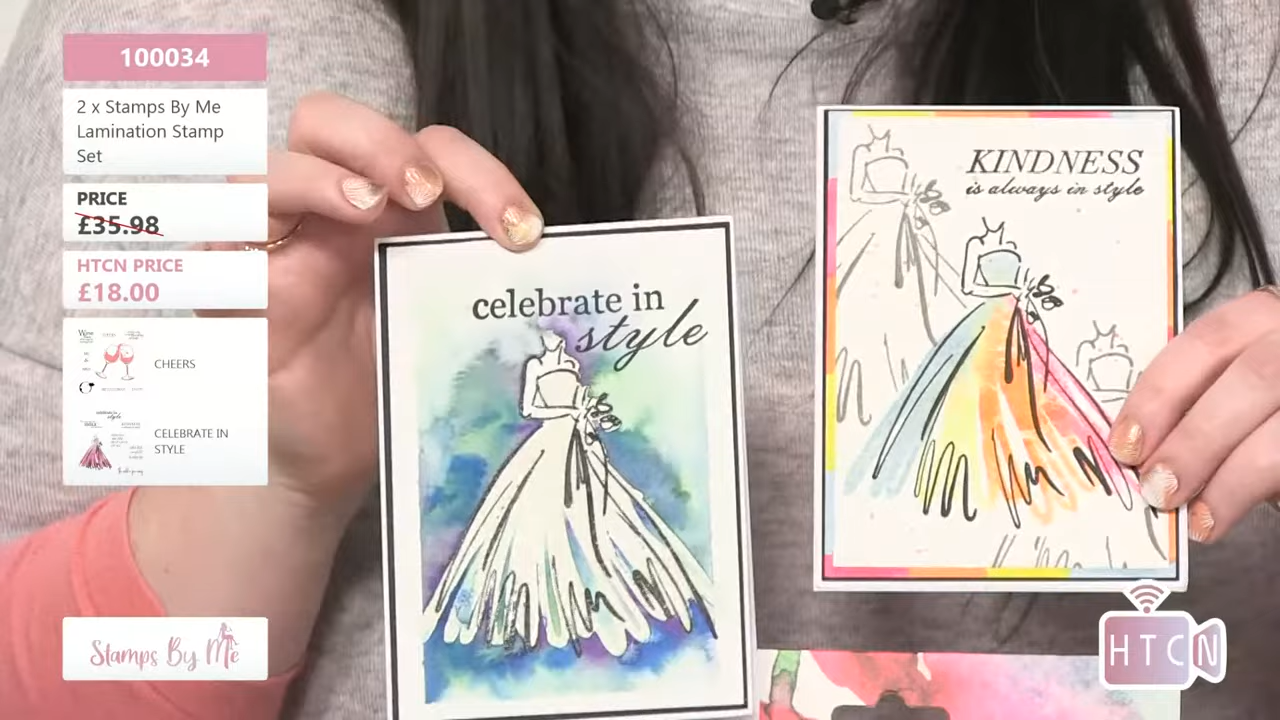 100034
2 x Stamps By Me
Lamination Stamp
Set
PRICE
£35.98
HTCN PRICE
£18.00
CHEERS
CELEBRATE IN
STYLE
Stamps By Me
celebrate in
style
KINDNESS
is always in style
HTCN